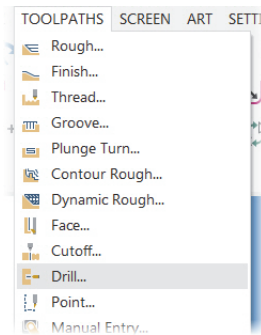 TOOLPATHS SCREEN ART SETTI
Rough...
Finish...
Thread...
Groove...
Plunge Turn...
Contour Rough...
Dynamic Rough...
Face...
Cutoff...
Drill...
Point...
Manual Entry...